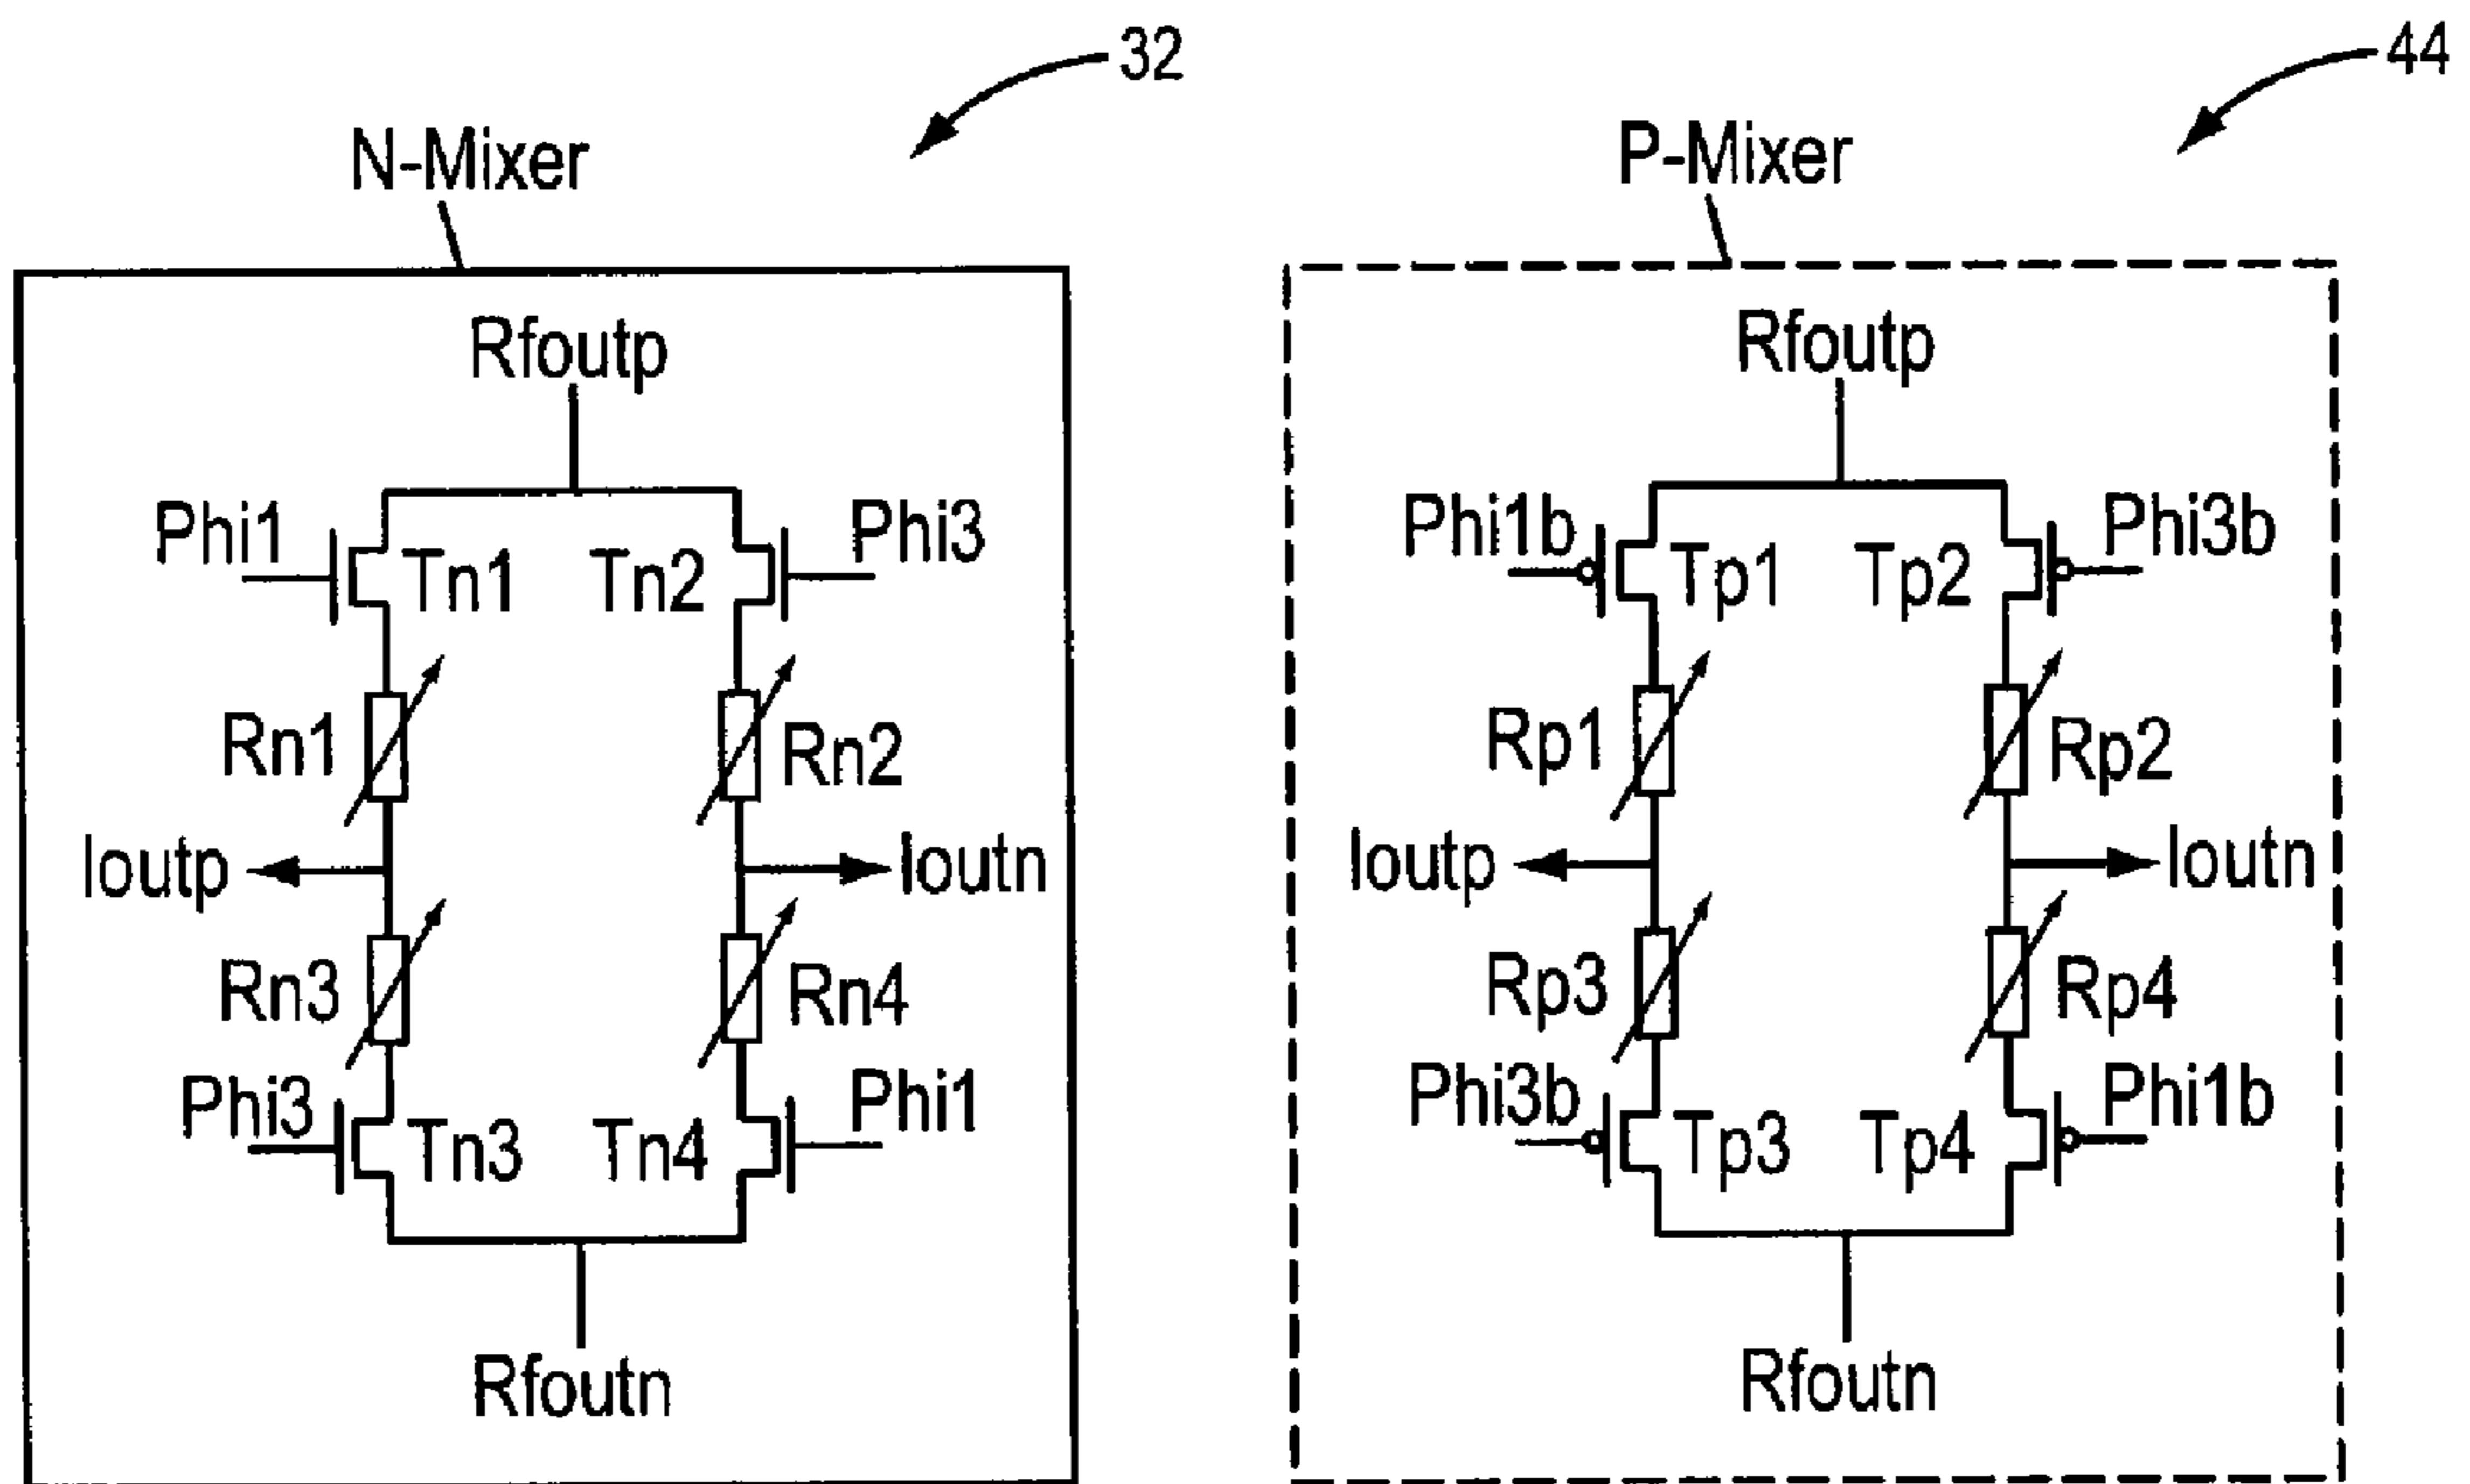 32
N-Mixer
Rfoutp
Phi1
Tn1
Tn2
Phi3
Rn1
Rn2
Ioutp
Ioutn
Rn3
Rn4
Phi3
Tn3
Tn4
Phi1
Rfoutn
44
P-Mixer
Rfoutp
Phi1b
Tp1
Tp2
Phi3b
Rp1
Rp2
Ioutp
Ioutn
Rp3
Rp4
Phi3b
Tp3
Tp4
Phi1b
Rfoutn